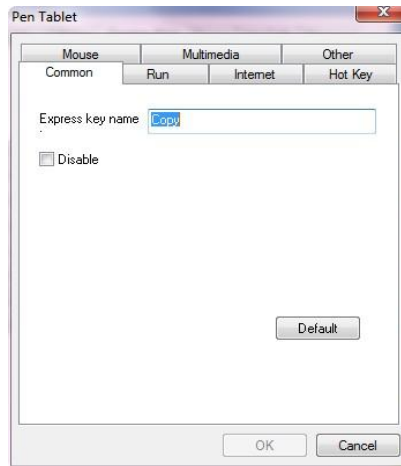 Pen Tablet
Mouse Multimedia Other
Common Run Internet Hot Key
Express key name Copy
:
Disable
Default
OK Cancel